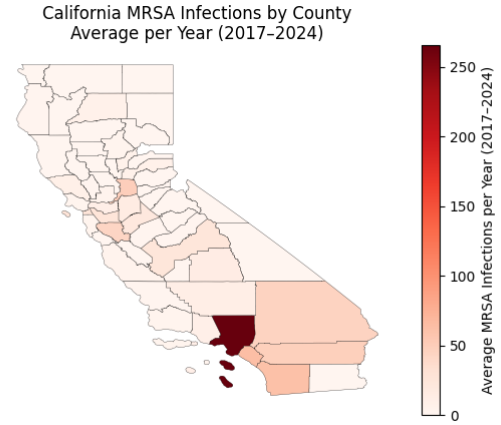 California MRSA Infections by County
Average per Year (2017–2024)
250
200
150
100
50
0
Average MRSA Infections per Year (2017–2024)